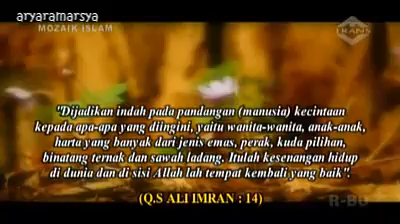 aryaramarsya
MOZAIK ISLAM
TRANS
"Dijadikan indah pada pandangan (manusia) kecintaan
kepada apa-apa yang diingini, yaitu wanita-wanita, anak-anak,
harta yang banyak dari jenis emas, perak, kuda pilihan,
binatang ternak dan sawah ladang. Itulah kesenangan hidup
di dunia dan di sisi Allah lah tempat kembali yang baik".
(Q.S ALI IMRAN : 14)
R-BO